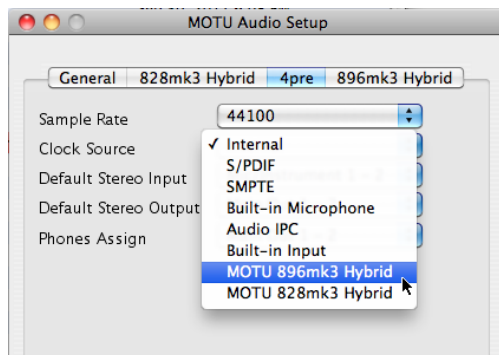 MOTU Audio Setup
General 828mk3 Hybrid 4pre 896mk3 Hybrid
Sample Rate 44100
Clock Source ✓ Internal
S/PDIF
Default Stereo Input
SMPTE
Built-in Microphone
Default Stereo Output
Audio IPC
Phones Assign
Built-in Input
MOTU 896mk3 Hybrid
MOTU 828mk3 Hybrid